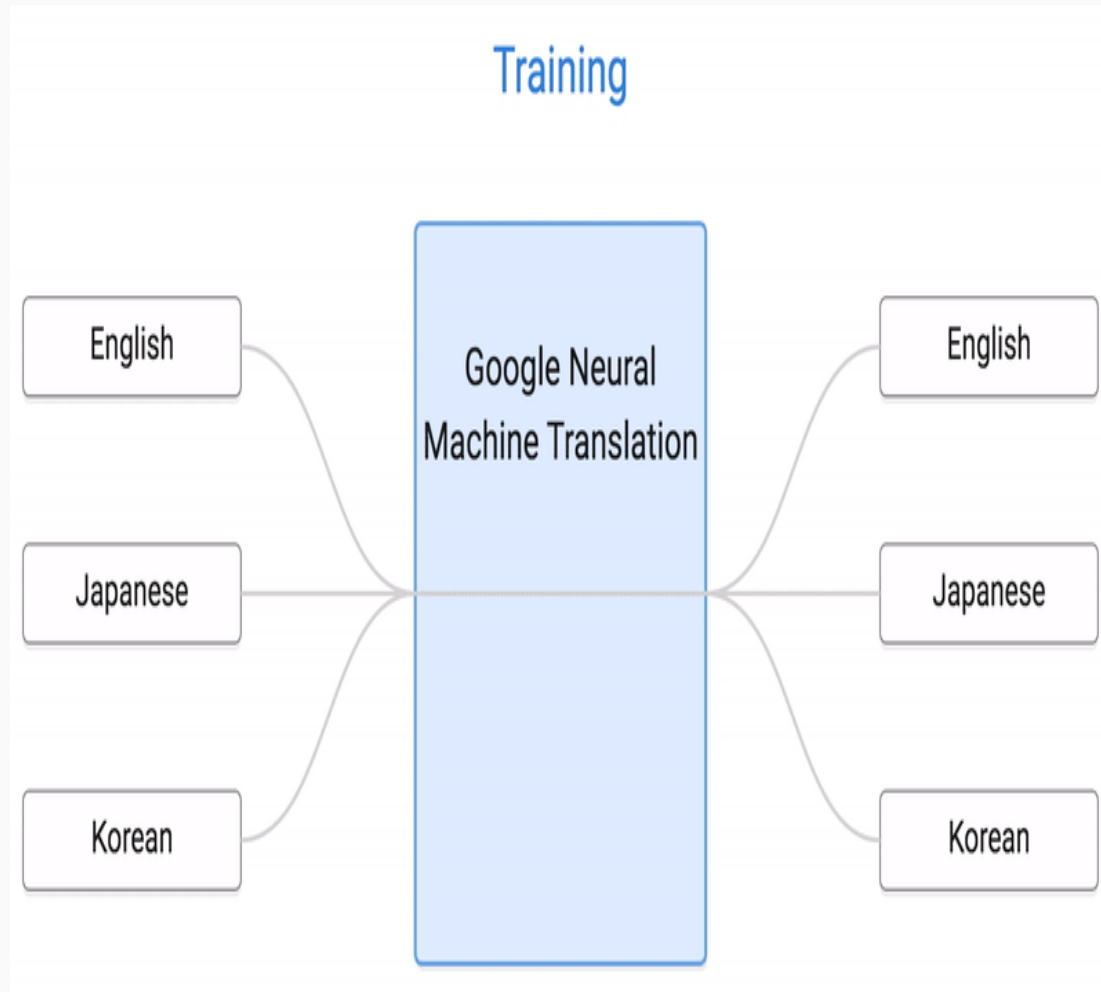 Training
English
Japanese
Korean
Google Neural
Machine Translation
English
Japanese
Korean